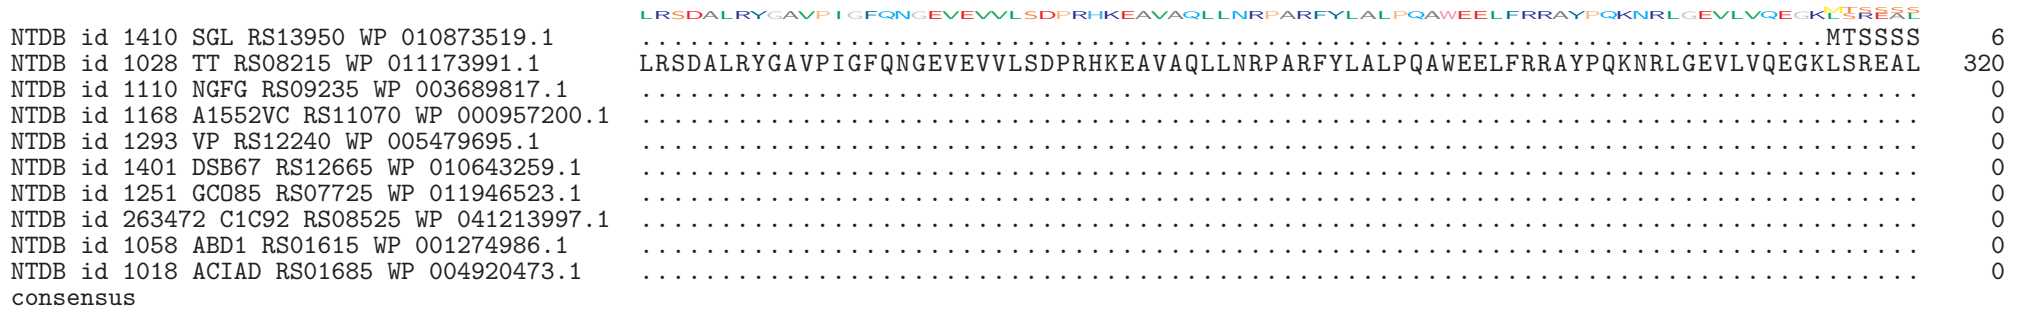 LRSDALRYGAVPIGFQNGEVEVVLSDPRHKEAVAQLLNRPARFYLALPQAWEELFRRAYPQKNRLGEVLVQEGK
NTDB id 1410 SGL RS13950 WP 010873519.1 ..........................................................................MTSSSS 6
NTDB id 1028 TT RS08215 WP 011173991.1 LRSDALRYGAVPIGFQNGEVEVVLSDPRHKEAVAQLLNRPARFYLALPQAWEELFRRAYPQKNRLGEVLVQEGKLSREAL 320
NTDB id 1110 NGFG RS09235 WP 003689817.1 ................................................................................ 0
NTDB id 1168 A1552VC RS11070 WP 000957200.1 ................................................................................ 0
NTDB id 1293 VP RS12240 WP 005479695.1 ................................................................................ 0
NTDB id 1401 DSB67 RS12665 WP 010643259.1 ................................................................................ 0
NTDB id 1251 GCO85 RS07725 WP 011946523.1 ................................................................................ 0
NTDB id 263472 C1C92 RS08525 WP 041213997.1 ................................................................................ 0
NTDB id 1058 ABD1 RS01615 WP 001274986.1 ................................................................................ 0
NTDB id 1018 ACIAD RS01685 WP 004920473.1 ................................................................................ 0
consensus